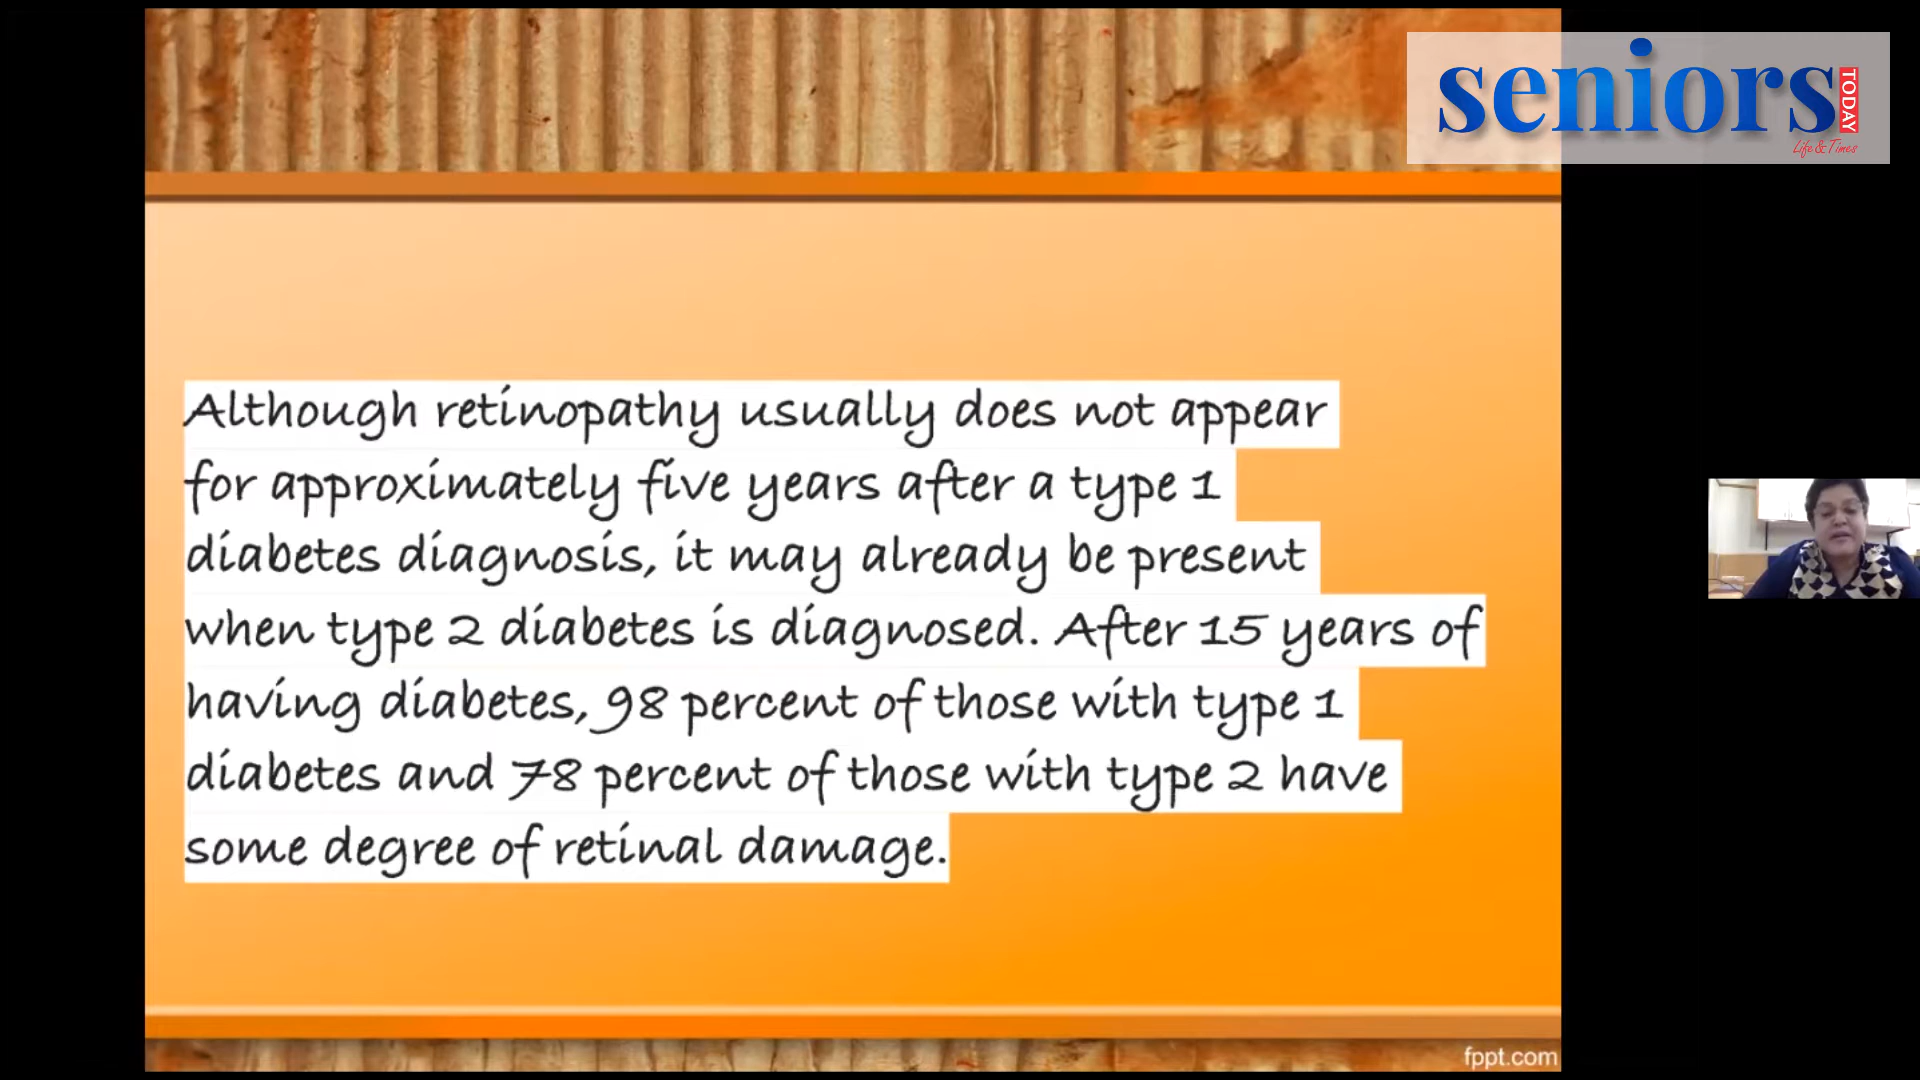 seniors
TODAY
Life & Times
Although retinopathy usually does not appear
for approximately five years after a type 1
diabetes diagnosis, it may already be present
when type 2 diabetes is diagnosed. After 15 years of
having diabetes, 98 percent of those with type 1
diabetes and 78 percent of those with type 2 have
some degree of retinal damage.
fppt.com